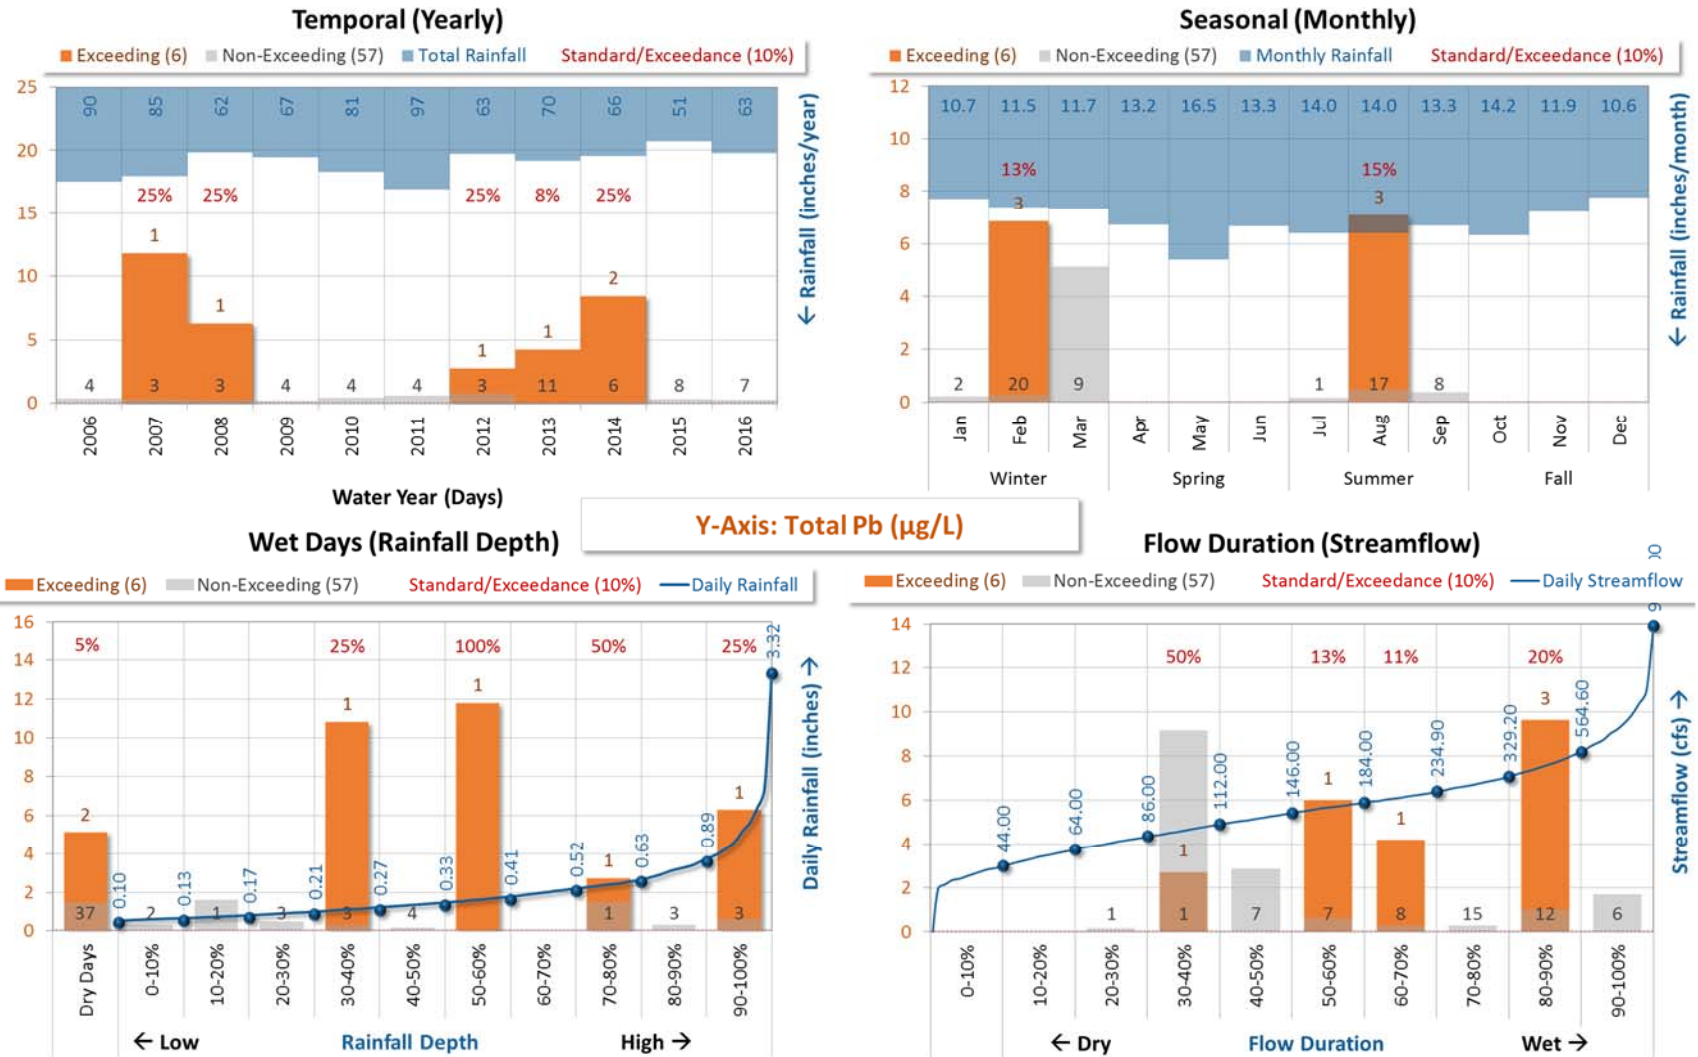 Temporal (Yearly)
Exceeding (6) Non-Exceeding (57) Total Rainfall Standard/Exceedance (10%)
25
20
15
10
5
0
90 85 62 67 81 97 63 70 66 51 63
25% 25% 25% 8% 25%
1 1 1 1 2
4 3 3 4 4 4 3 11 6 8 7
2006 2007 2008 2009 2010 2011 2012 2013 2014 2015 2016
Water Year (Days)
← Rainfall (inches/year)
Seasonal (Monthly)
Exceeding (6) Non-Exceeding (57) Monthly Rainfall Standard/Exceedance (10%)
12
10
8
6
4
2
0
10.7 11.5 11.7 13.2 16.5 13.3 14.0 14.0 13.3 14.2 11.9 10.6
13% 15%
3 3
2 20 9 1 17 8
Jan Feb Mar Apr May Jun Jul Aug Sep Oct Nov Dec
Winter Spring Summer Fall
← Rainfall (inches/month)
Y-Axis: Total Pb (µg/L)
Wet Days (Rainfall Depth)
Exceeding (6) Non-Exceeding (57) Standard/Exceedance (10%) Daily Rainfall
16
14
12
10
8
6
4
2
0
5% 25% 100% 50% 25%
2 1 1 1 1
0.10 0.13 0.17 0.21 0.27 0.33 0.41 0.52 0.63 0.89 3.32
37 2 1 3 3 4 1 3 3
Dry Days 0-10% 10-20% 20-30% 30-40% 40-50% 50-60% 60-70% 70-80% 80-90% 90-100%
← Low Rainfall Depth High →
Daily Rainfall (inches) →
Flow Duration (Streamflow)
Exceeding (6) Non-Exceeding (57) Standard/Exceedance (10%) Daily Streamflow
14
12
10
8
6
4
2
0
50% 13% 11% 20%
1 1 1 3
44.00 64.00 86.00 112.00 146.00 184.00 234.90 329.20 564.60
1 1 7 7 8 15 12 6
0-10% 10-20% 20-30% 30-40% 40-50% 50-60% 60-70% 70-80% 80-90% 90-100%
← Dry Flow Duration Wet →
Streamflow (cfs) →